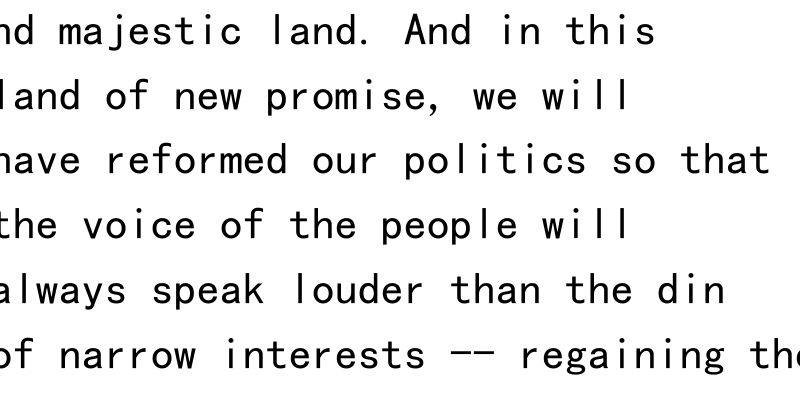 nd majestic land. And in this
land of new promise, we will
have reformed our politics so that
the voice of the people will
always speak louder than the din
of narrow interests -- regaining the